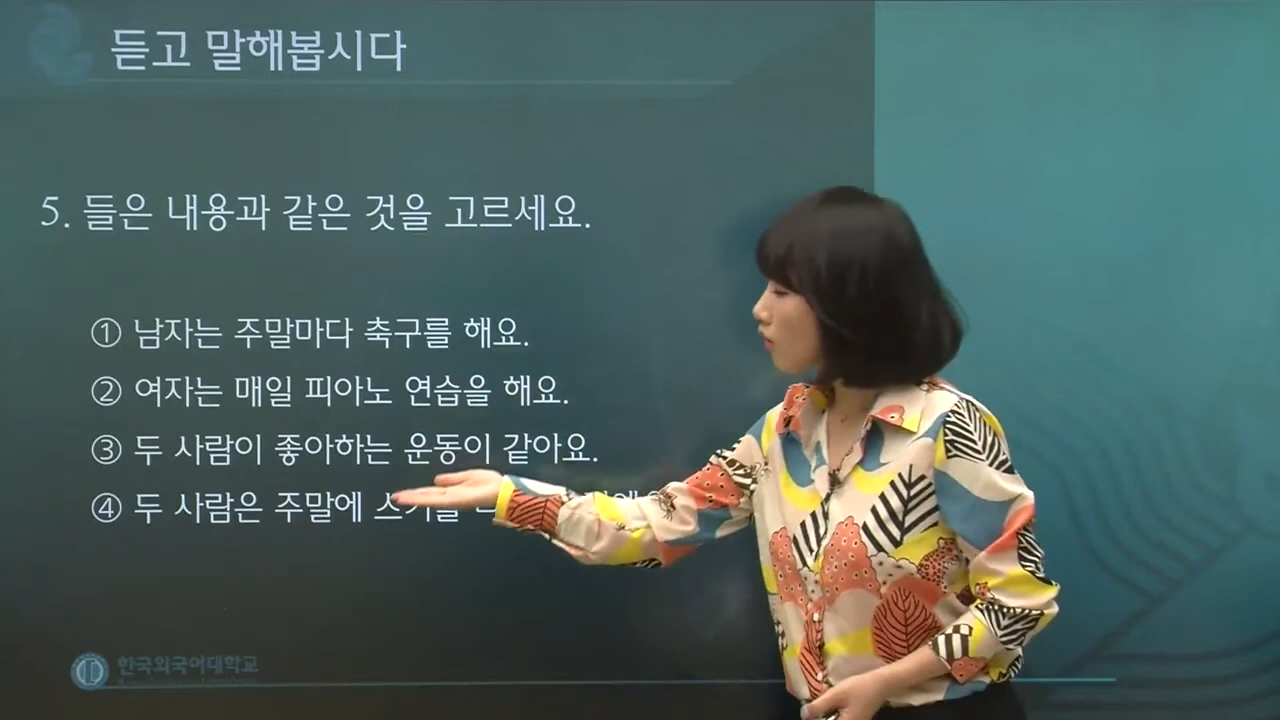 듣고 말해봅시다
5. 들은 내용과 같은 것을 고르세요.
① 남자는 주말마다 축구를 해요.
② 여자는 매일 피아노 연습을 해요.
③ 두 사람이 좋아하는 운동이 같아요.
④ 두 사람은 주말에 스키를
한국외국어대학교